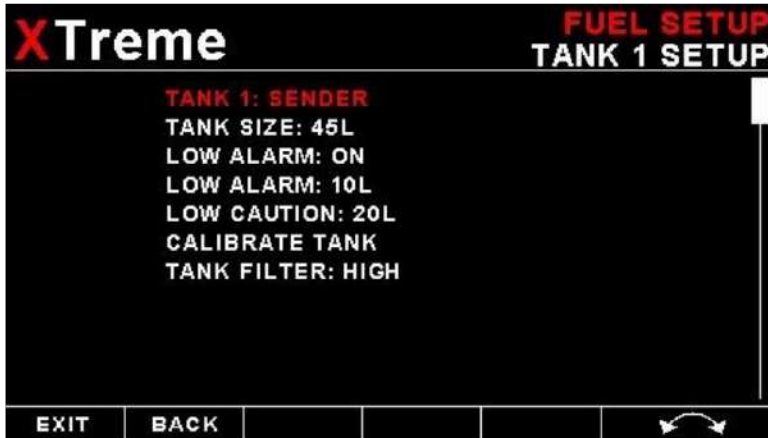 XTreme
FUEL SETUP
TANK 1 SETUP
TANK 1: SENDER
TANK SIZE: 45L
LOW ALARM: ON
LOW ALARM: 10L
LOW CAUTION: 20L
CALIBRATE TANK
TANK FILTER: HIGH
EXIT BACK